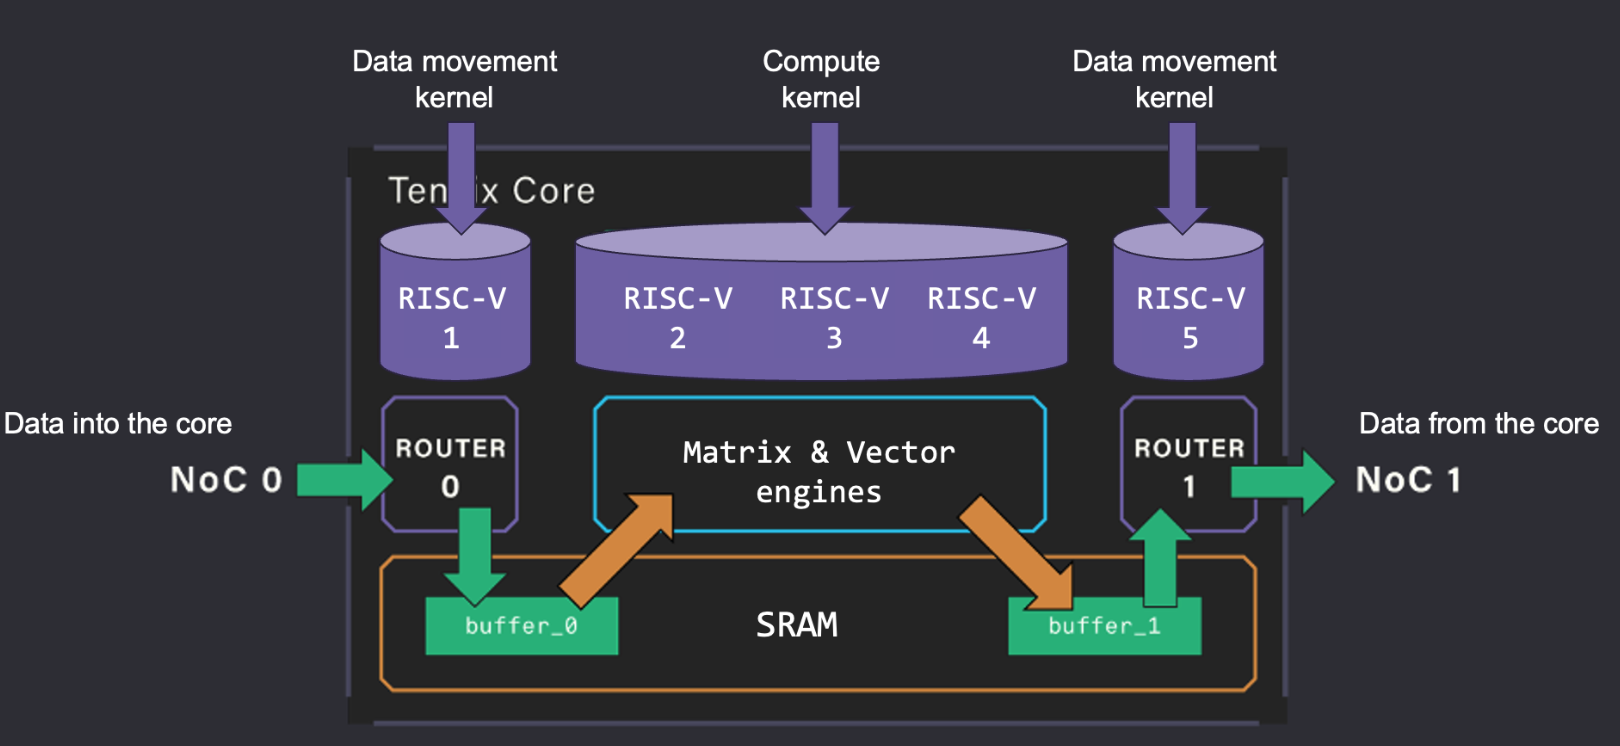 Data movement
kernel
Compute
kernel
Data movement
kernel
Ten ix Core
RISC-V
1
RISC-V
2
RISC-V
3
RISC-V
4
RISC-V
5
Data into the core
NoC 0
ROUTER
0
Matrix & Vector
engines
ROUTER
1
Data from the core
NoC 1
buffer_0
SRAM
buffer_1